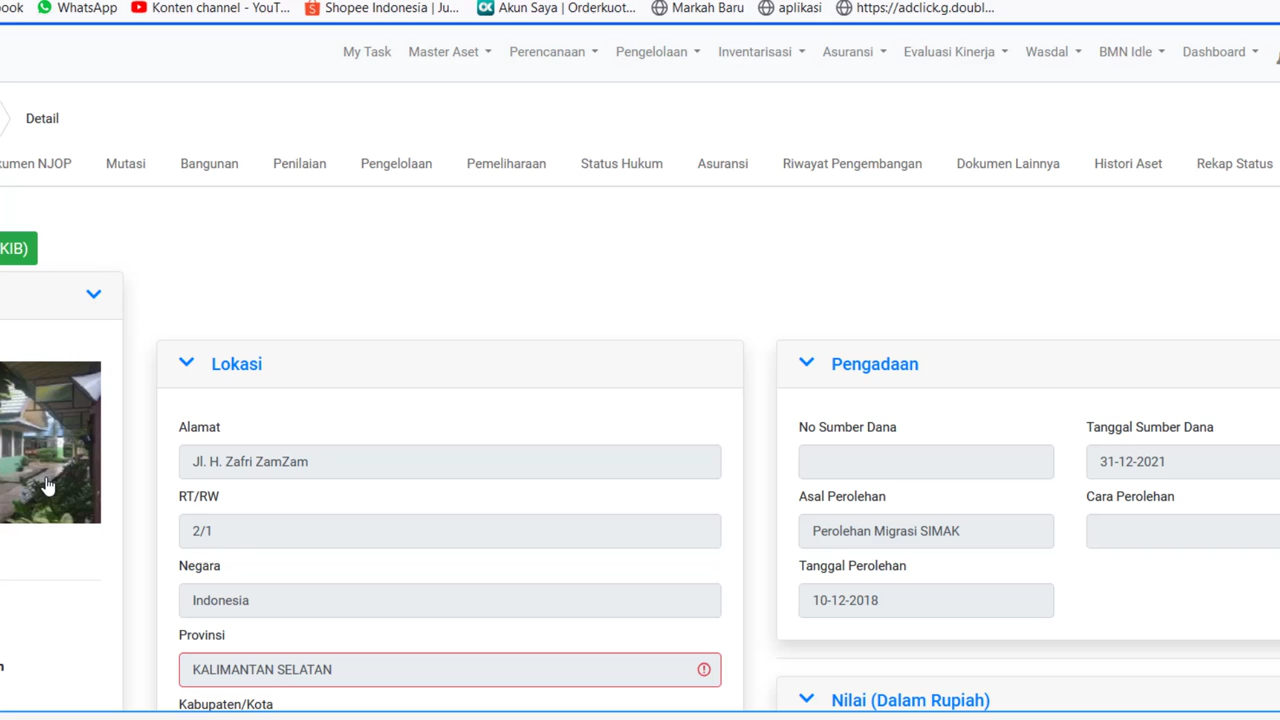 ook WhatsApp Konten channel - YouT... Shopee Indonesia | Ju... Akun Saya | Orderkuot... Markah Baru aplikasi https://adclick.g.doubl...
My Task Master Aset Perencanaan Pengelolaan Inventarisasi Asuransi Evaluasi Kinerja Wasdal BMN Idle Dashboard
Detail
kumen NJOP Mutasi Bangunan Penilaian Pengelolaan Pemeliharaan Status Hukum Asuransi Riwayat Pengembangan Dokumen Lainnya Histori Aset Rekap Status
KIB)
Lokasi
Alamat
Jl. H. Zafri ZamZam
RT/RW
2/1
Negara
Indonesia
Provinsi
KALIMANTAN SELATAN
Kabupaten/Kota
Pengadaan
No Sumber Dana Tanggal Sumber Dana
31-12-2021
Asal Perolehan Cara Perolehan
Perolehan Migrasi SIMAK
Tanggal Perolehan
10-12-2018
Nilai (Dalam Rupiah)